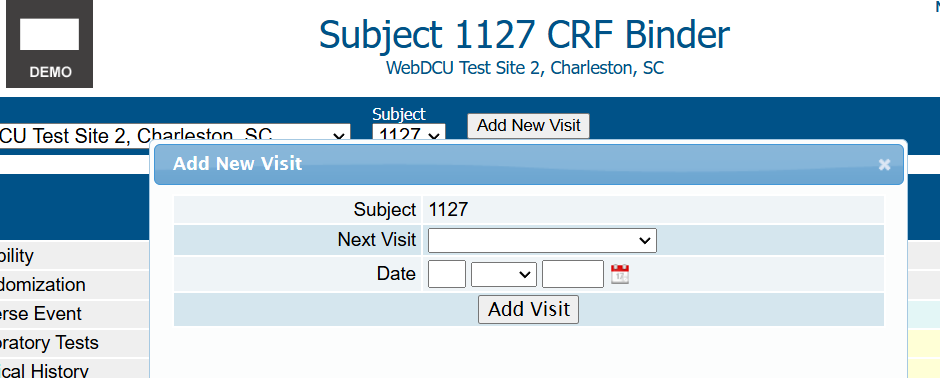 DEMO
Subject 1127 CRF Binder
WebDCU Test Site 2, Charleston, SC
Subject
CU Test Site 2, Charleston, SC
1127
Add New Visit
Add New Visit
Subject 1127
Next Visit
Date
Add Visit
bility
domization
erse Event
oratory Tests
ical History